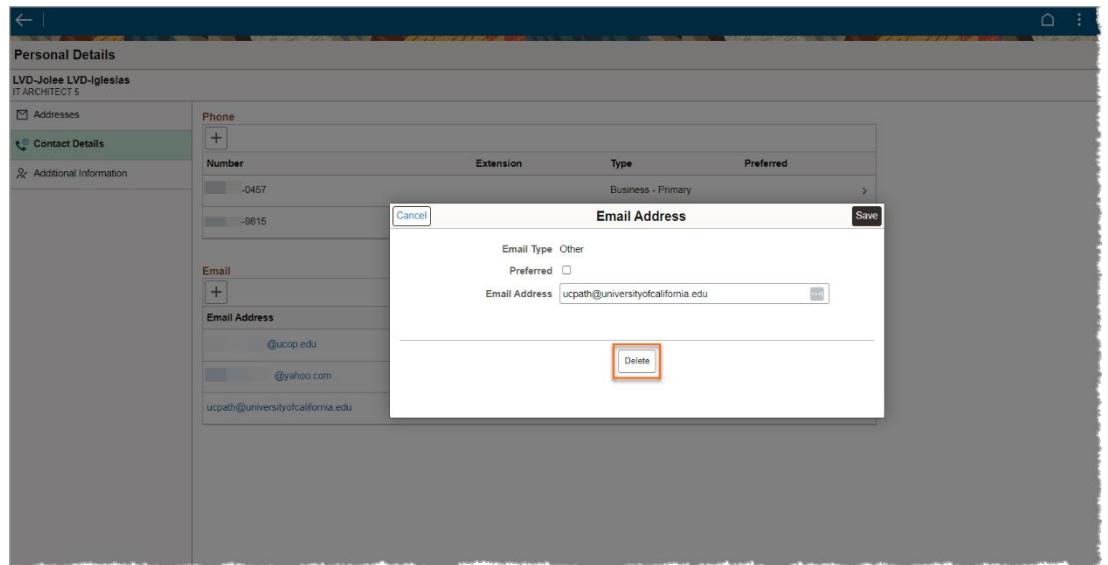 Personal Details
LVD-Jolee LVD-Iglesias
IT ARCHITECT 5
Addresses
Contact Details
Additional Information
Phone
Number Extension Type Preferred
-0457 Business - Primary
-9815
Email
Email Address
@ucop.edu
@yahoo.com
ucpath@universityofcalifornia.edu
Cancel Email Address Save
Email Type Other
Preferred
Email Address ucpath@universityofcalifornia.edu
Delete